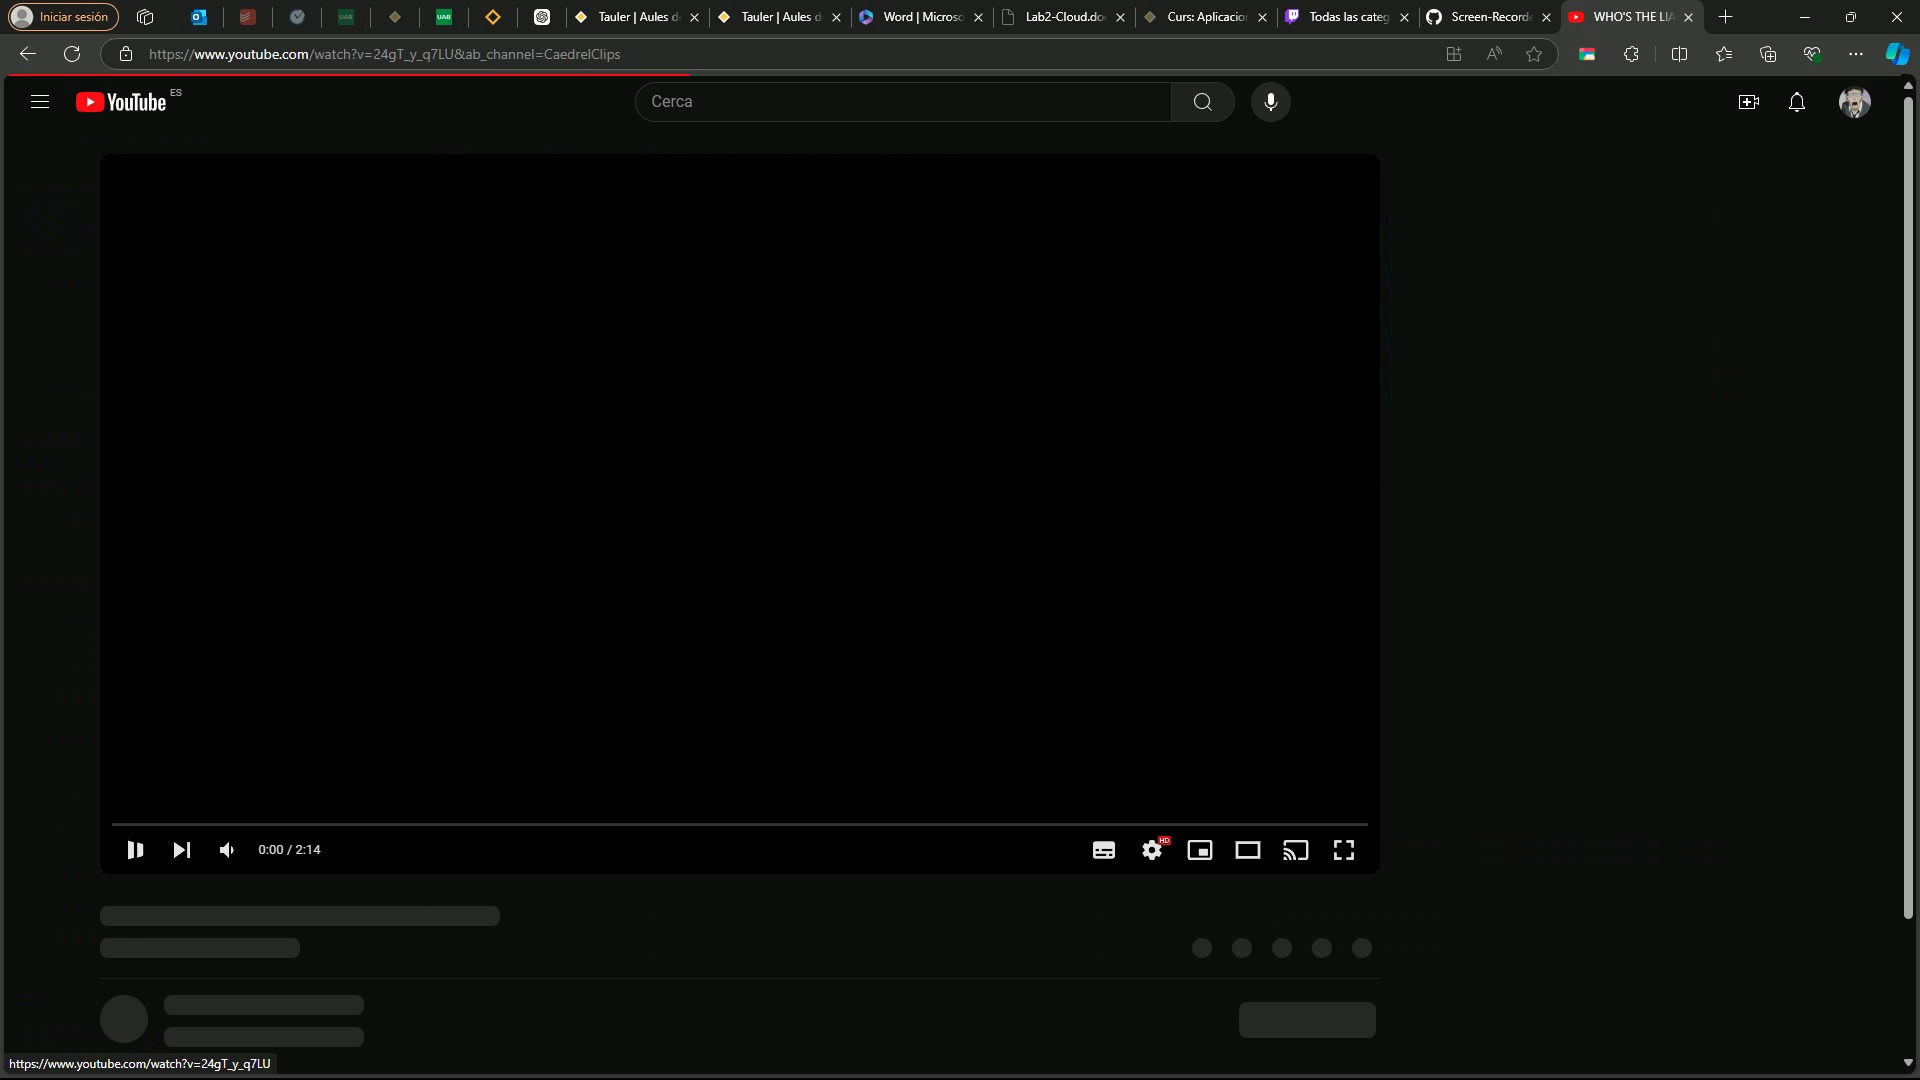 Iniciar sesión
UAB
UAB
Tauler | Aules d
Tauler | Aules d
Word | Microso
Lab2-Cloud.do
Curs: Aplicacio
Todas las categ
Screen-Record
WHO'S THE LIA
https://www.youtube.com/watch?v=24gT_y_q7LU&ab_channel=CaedrelClips
YouTube
ES
Cerca
0:00 / 2:14
HD
https://www.youtube.com/watch?v=24gT_y_q7LU